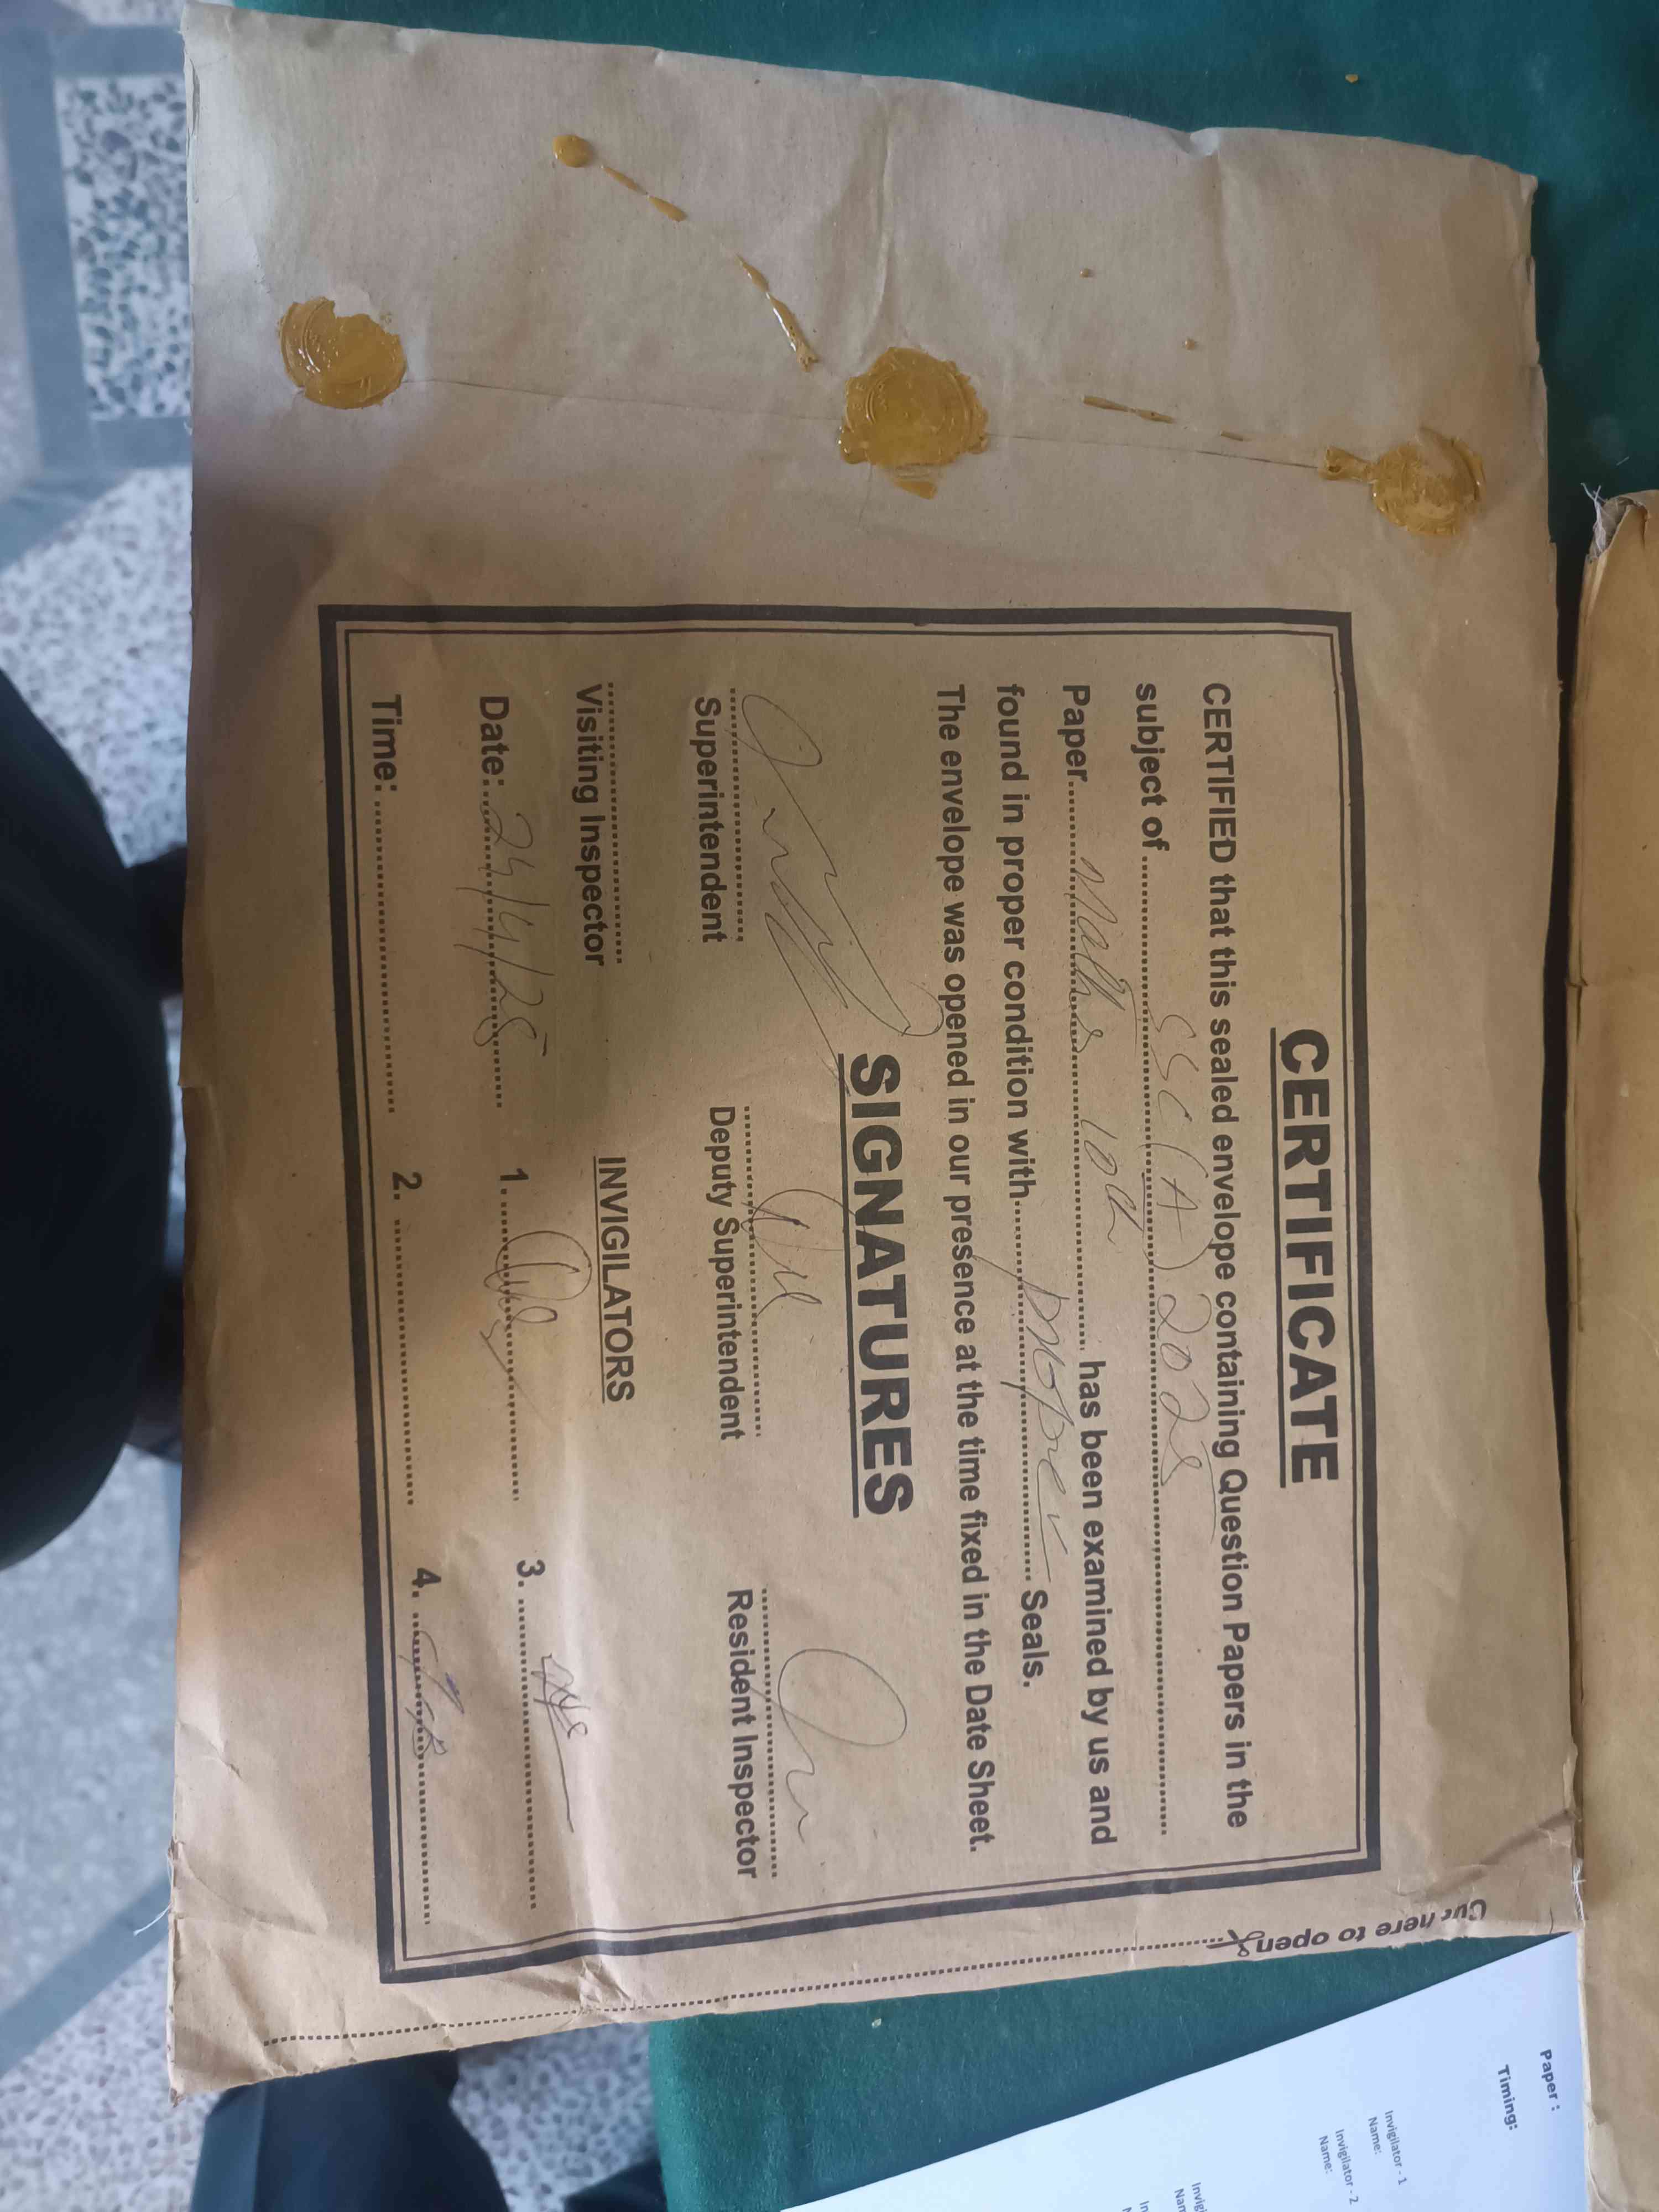 CERTIFICATE
CERTIFIED that this sealed envelope containing Question Papers in the
subject of ........ SSC (A) 2025 ........
Paper........ Maths 10th ........ has been examined by us and
found in proper condition with........ proper ........ Seals.
The envelope was opened in our presence at the time fixed in the Date Sheet.
SIGNATURES
Superintendent Deputy Superintendent Resident Inspector
Visiting Inspector
INVIGILATORS
Date: 24/4/25 1. 3.
Time: 2. 4.
Cut here to open
Paper :
Timing:
Invigilator - 1
Name:
Invigilator - 2
Name: